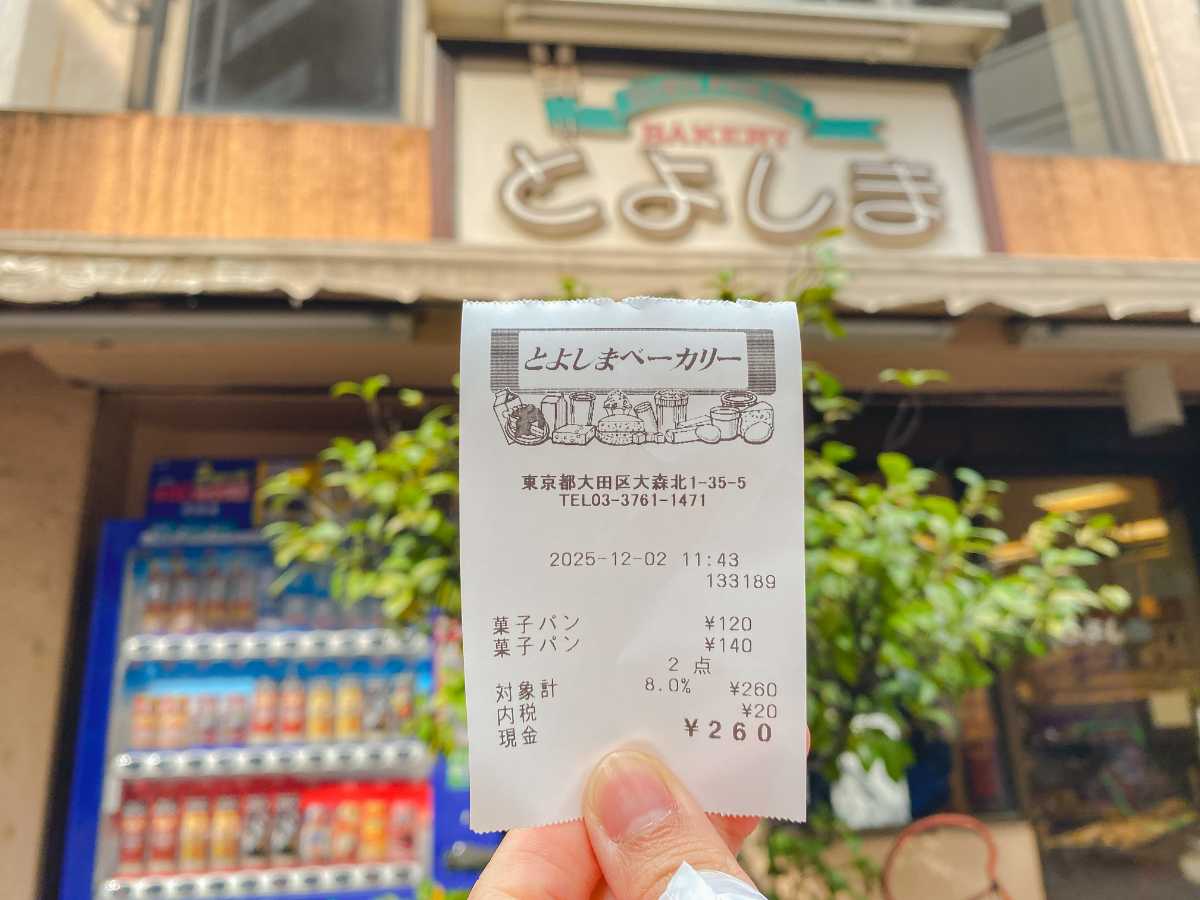 BAKERY
とよしま
とよしまベーカリー
東京都大田区大森北1-35-5
TEL03-3761-1471
2025-12-02 11:43
133189
菓子パン ¥120
菓子パン ¥140
2 点
対象計 8.0% ¥260
内税 ¥20
現金 ¥260